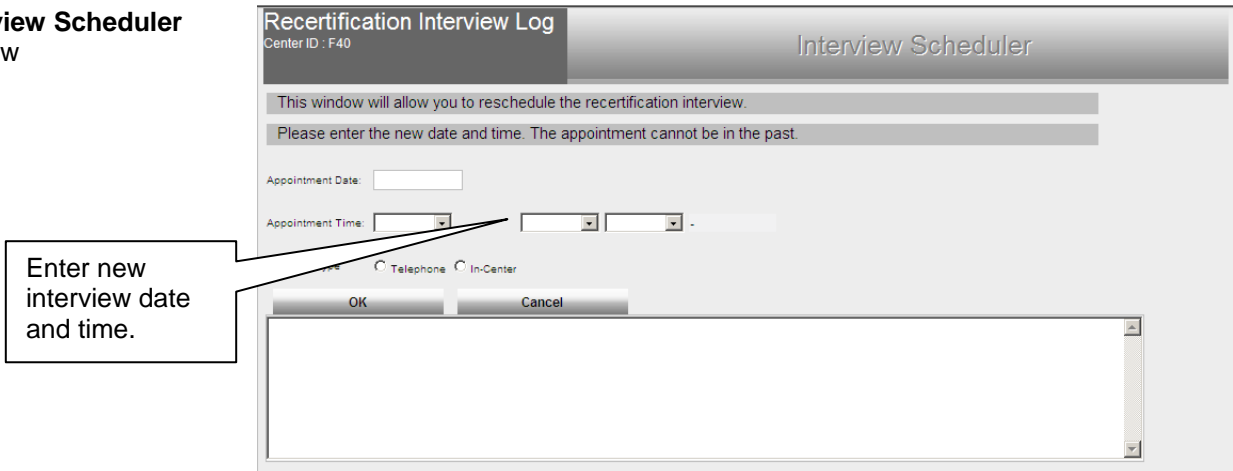 view Scheduler
w
Recertification Interview Log
Center ID : F40
Interview Scheduler
This window will allow you to reschedule the recertification interview.
Please enter the new date and time. The appointment cannot be in the past.
Appointment Date:
Appointment Time: -
Telephone In-Center
Enter new
interview date
and time.
OK Cancel